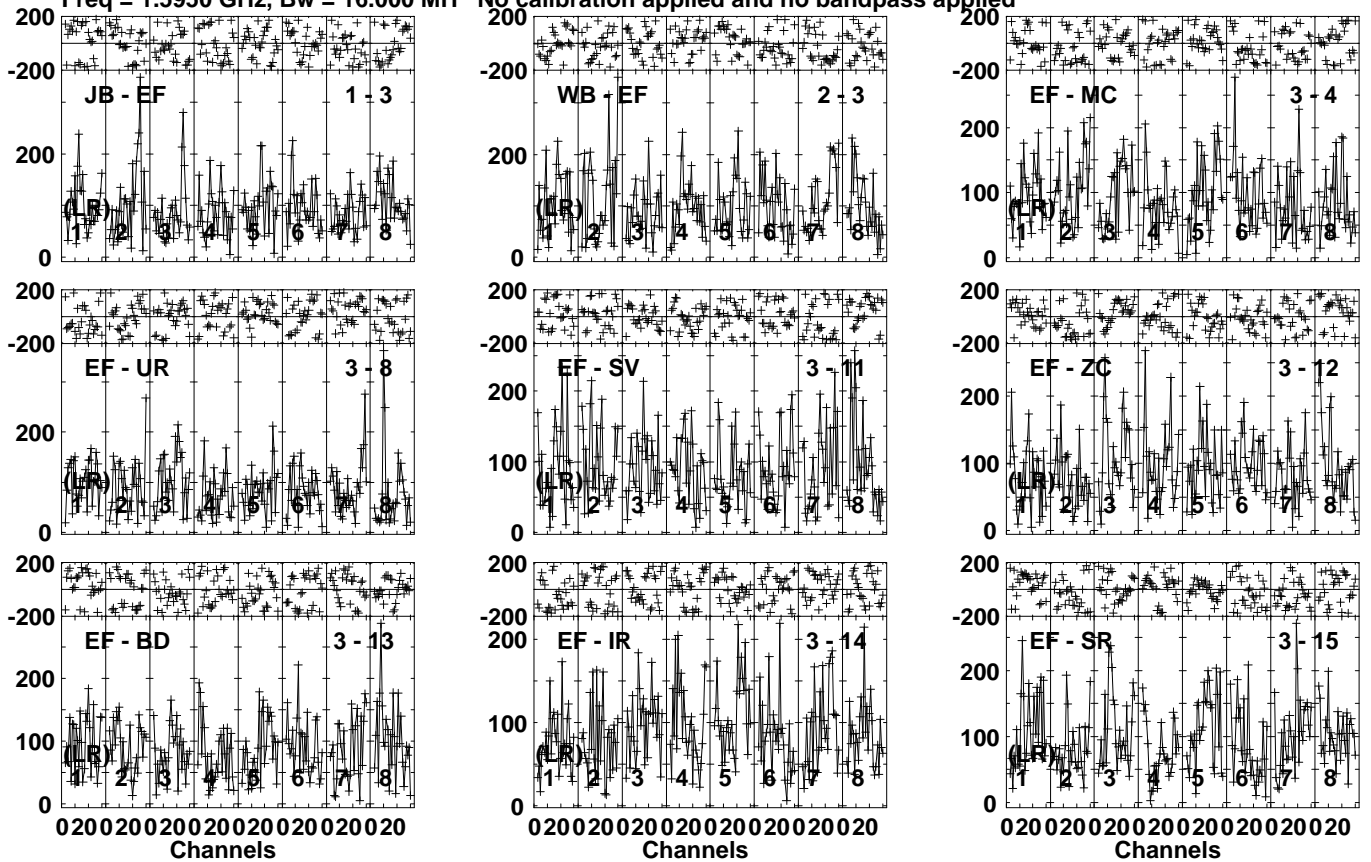 Freq = 1.5950 GHz, Bw = 16.000 MH No calibration applied and no bandpass applied
200 200 200
-200 -200 -200
JB - EF 1 - 3 WB - EF 2 - 3 EF - MC 3 - 4
200 200 200
100
(LR) (LR) (LR)
1 2 3 4 5 6 7 8 1 2 3 4 5 6 7 8 1 2 3 4 5 6 7 8
0 0 0
200 200 200
-200 -200 -200
EF - UR 3 - 8 EF - SV 3 - 11 EF - ZC 3 - 12
200 200 200
100 100
(LR) (LR) (LR)
1 2 3 4 5 6 7 8 1 2 3 4 5 6 7 8 1 2 3 4 5 6 7 8
0 0 0
200 200 200
-200 -200 -200
EF - BD 3 - 13 EF - IR 3 - 14 EF - SR 3 - 15
200 200 200
100 100 100
(LR) (LR) (LR)
1 2 3 4 5 6 7 8 1 2 3 4 5 6 7 8 1 2 3 4 5 6 7 8
0 0 0
0 20 0 20 0 20 0 20 0 20 0 20 0 20 0 20 0 20 0 20 0 20 0 20 0 20 0 20 0 20 0 20 0 20 0 20 0 20 0 20 0 20 0 20 0 20 0 20
Channels Channels Channels